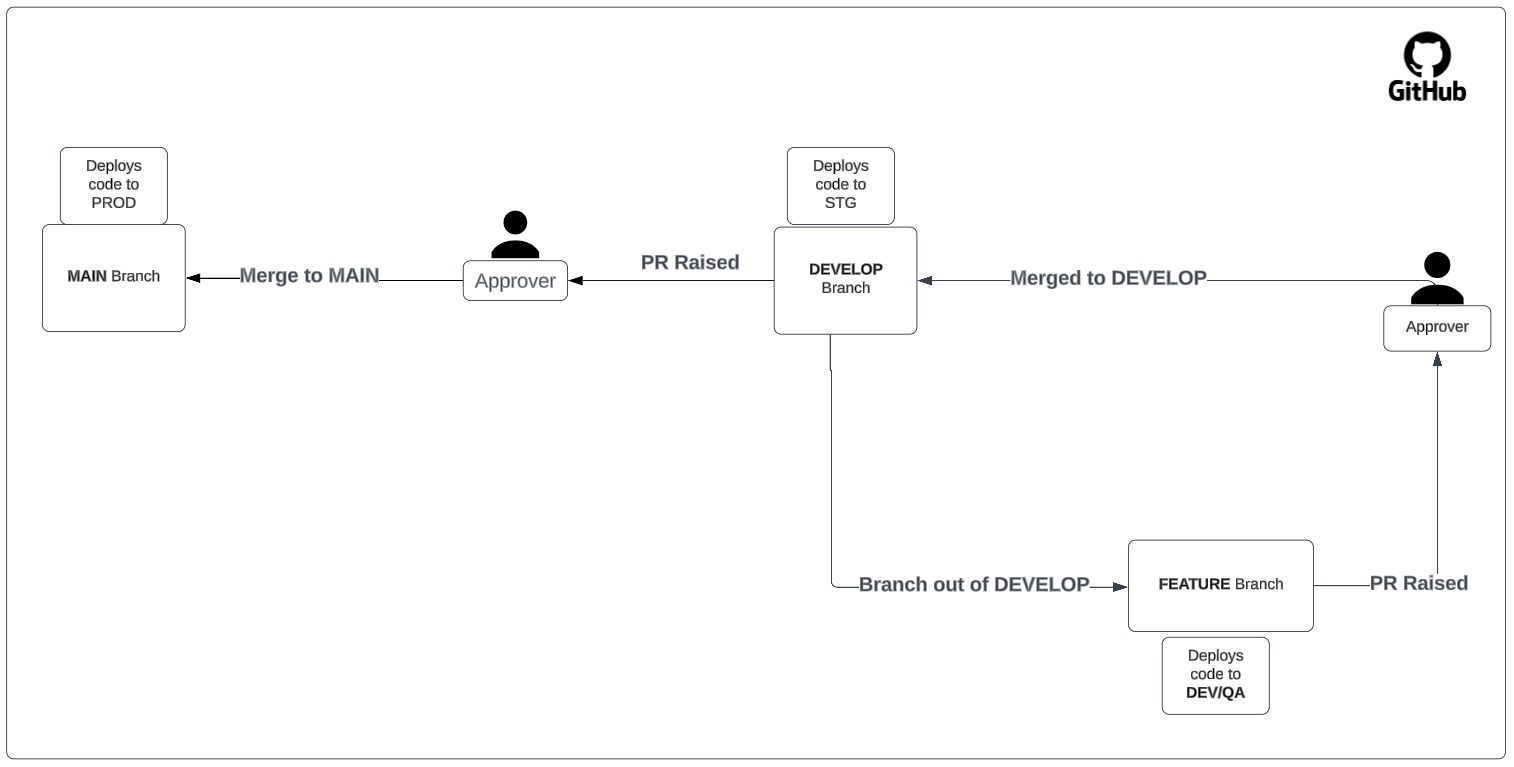 GitHub
Deploys
code to
PROD
MAIN Branch
Merge to MAIN
Approver
PR Raised
Deploys
code to
STG
DEVELOP
Branch
Merged to DEVELOP
Approver
Branch out of DEVELOP
FEATURE Branch
PR Raised
Deploys
code to
DEV/QA